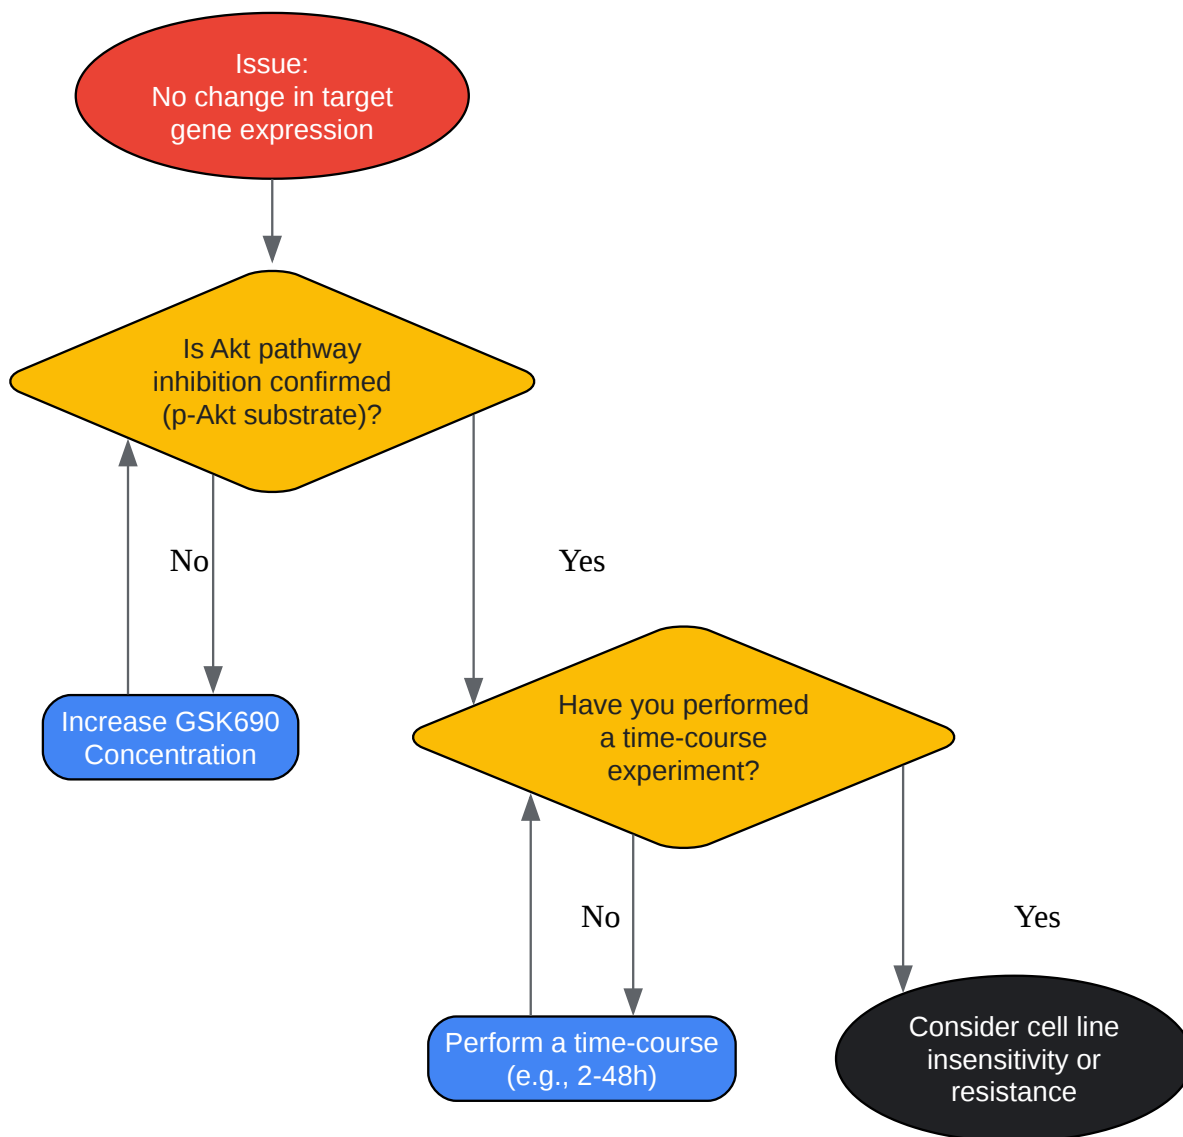 Issue:
No change in target
gene expression
Is Akt pathway
inhibition confirmed
(p-Akt substrate)?
No
Yes
Increase GSK690
Concentration
Have you performed
a time-course
experiment?
No
Yes
Perform a time-course
(e.g., 2-48h)
Consider cell line
insensitivity or
resistance